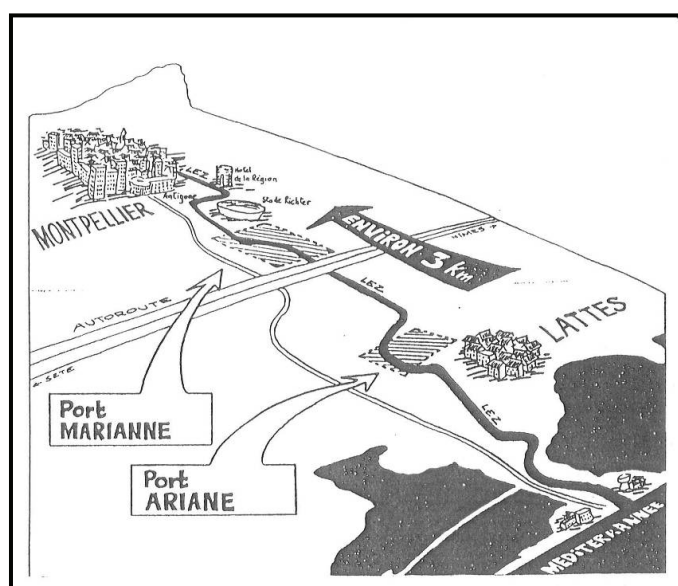 LEZ
Hotel
de la Région
Antigone
Stade Richter
MONTPELLIER
ENVIRON 3 km
NIMES
AUTOROUTE
LEZ
LATTES
← SETE
Port
MARIANNE
LEZ
Port
ARIANE
MEDITERRANNEE